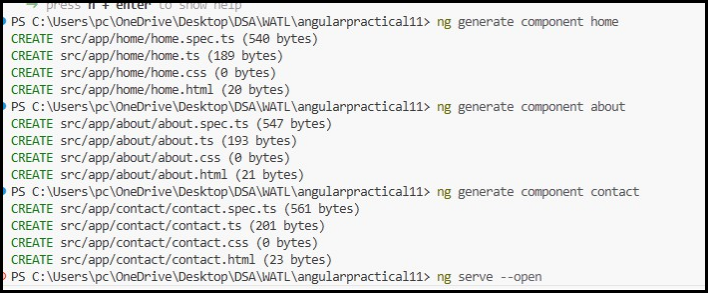 → press h + enter to show help
PS C:\Users\pc\OneDrive\Desktop\DSA\WATL\angularpractical11> ng generate component home
CREATE src/app/home/home.spec.ts (540 bytes)
CREATE src/app/home/home.ts (189 bytes)
CREATE src/app/home/home.css (0 bytes)
CREATE src/app/home/home.html (20 bytes)
PS C:\Users\pc\OneDrive\Desktop\DSA\WATL\angularpractical11> ng generate component about
CREATE src/app/about/about.spec.ts (547 bytes)
CREATE src/app/about/about.ts (193 bytes)
CREATE src/app/about/about.css (0 bytes)
CREATE src/app/about/about.html (21 bytes)
PS C:\Users\pc\OneDrive\Desktop\DSA\WATL\angularpractical11> ng generate component contact
CREATE src/app/contact/contact.spec.ts (561 bytes)
CREATE src/app/contact/contact.ts (201 bytes)
CREATE src/app/contact/contact.css (0 bytes)
CREATE src/app/contact/contact.html (23 bytes)
PS C:\Users\pc\OneDrive\Desktop\DSA\WATL\angularpractical11> ng serve --open